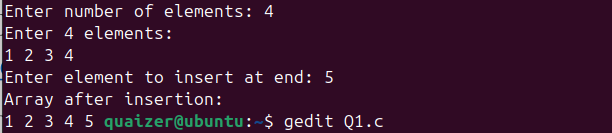 Enter number of elements: 4
Enter 4 elements:
1 2 3 4
Enter element to insert at end: 5
Array after insertion:
1 2 3 4 5 quaizer@ubuntu:~$ gedit Q1.c